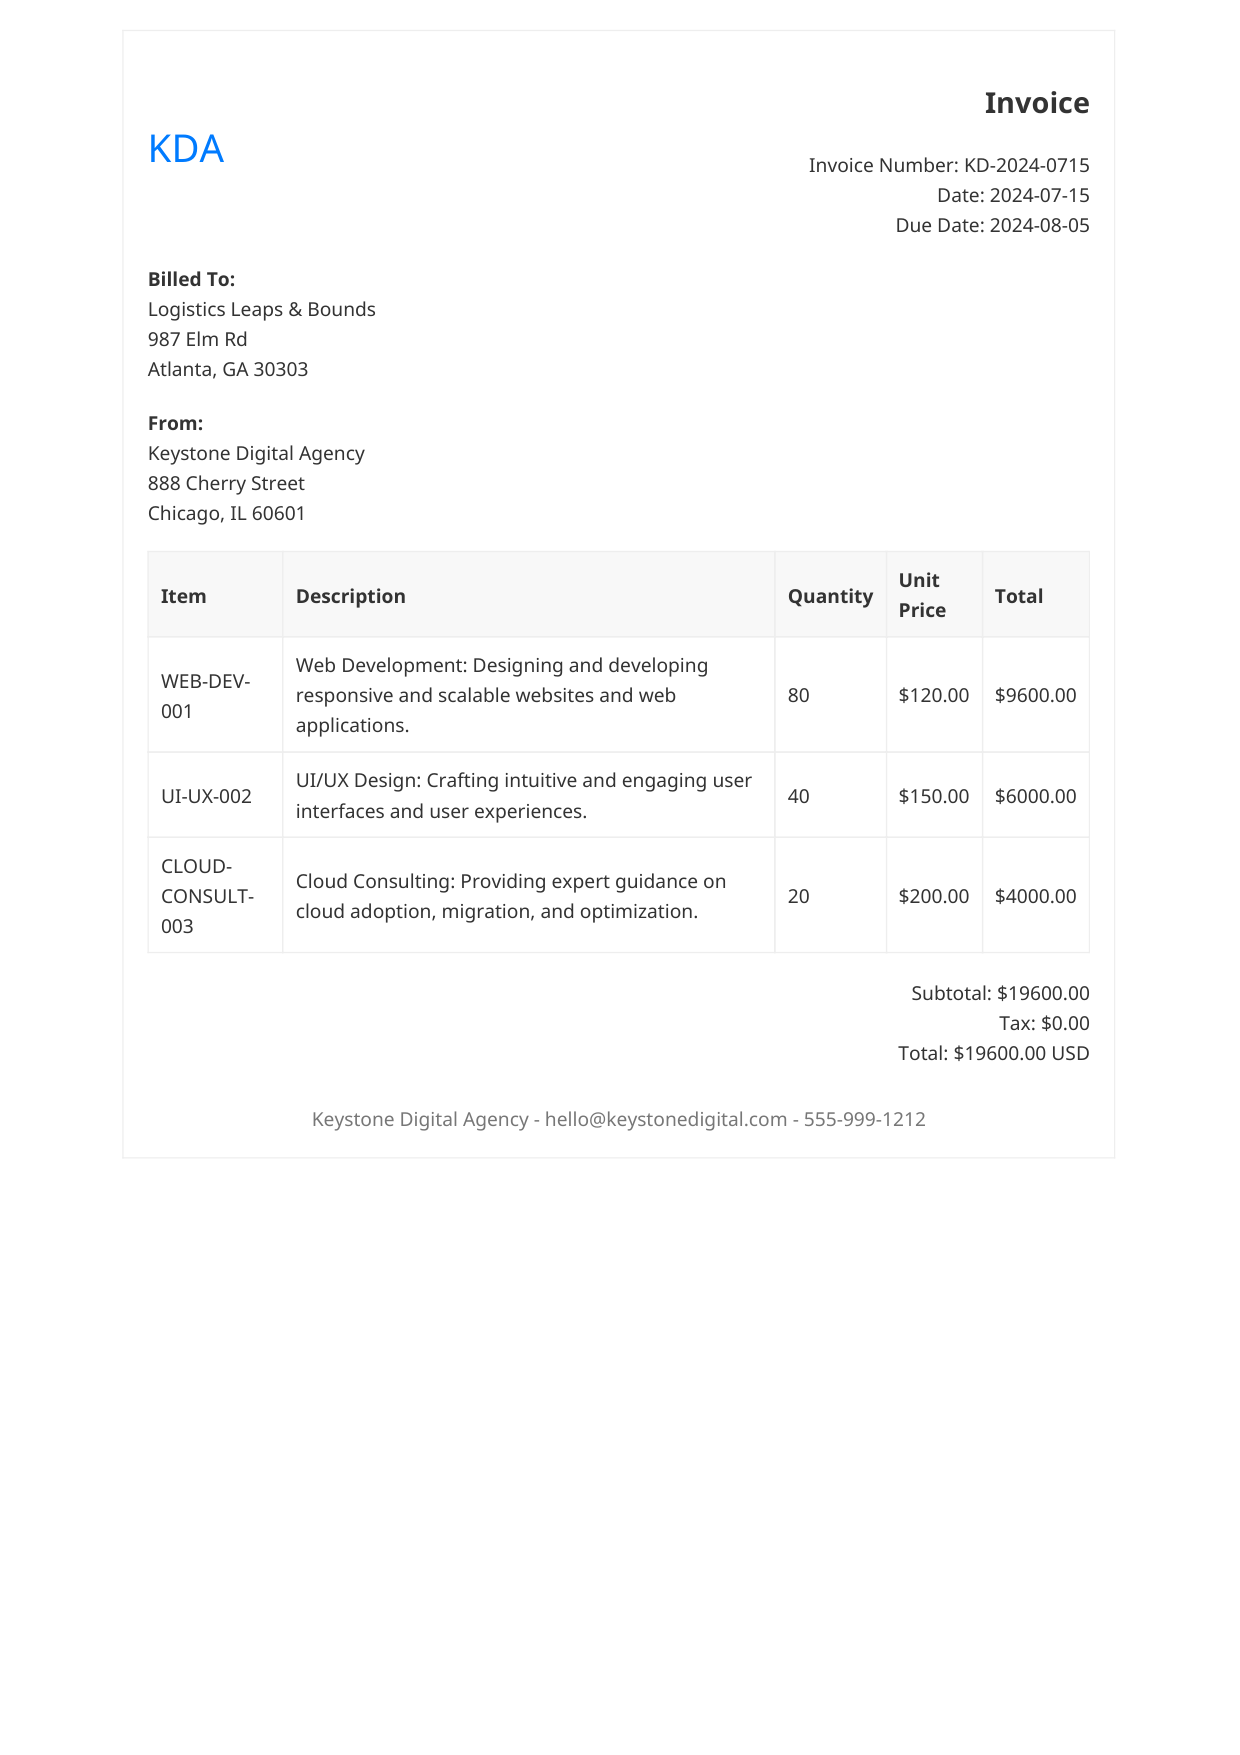 KDA
Invoice
Invoice Number: KD-2024-0715
Date: 2024-07-15
Due Date: 2024-08-05
Billed To:
Logistics Leaps & Bounds
987 Elm Rd
Atlanta, GA 30303
From:
Keystone Digital Agency
888 Cherry Street
Chicago, IL 60601
Item Description Quantity Unit Price Total
WEB-DEV-
001
Web Development: Designing and developing
responsive and scalable websites and web
applications.
80 $120.00 $9600.00
UI-UX-002
UI/UX Design: Crafting intuitive and engaging user
interfaces and user experiences.
40 $150.00 $6000.00
CLOUD-
CONSULT-
003
Cloud Consulting: Providing expert guidance on
cloud adoption, migration, and optimization.
20 $200.00 $4000.00
Subtotal: $19600.00
Tax: $0.00
Total: $19600.00 USD
Keystone Digital Agency - hello@keystonedigital.com - 555-999-1212